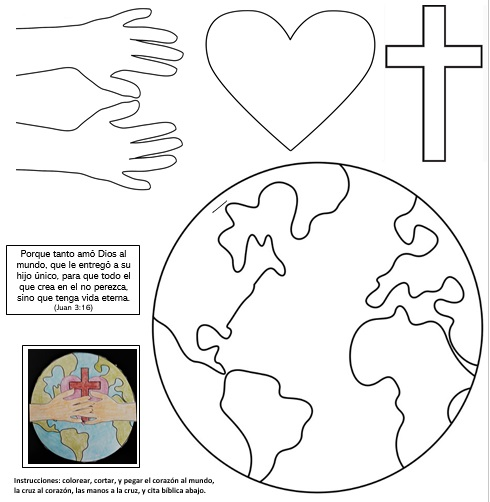 Porque tanto amó Dios al
mundo, que le entregó a su
hijo único, para que todo el
que crea en el no perezca,
sino que tenga vida eterna.
(Juan 3:16)
Instrucciones: colorear, cortar, y pegar el corazón al mundo,
la cruz al corazón, las manos a la cruz, y cita bíblica abajo.